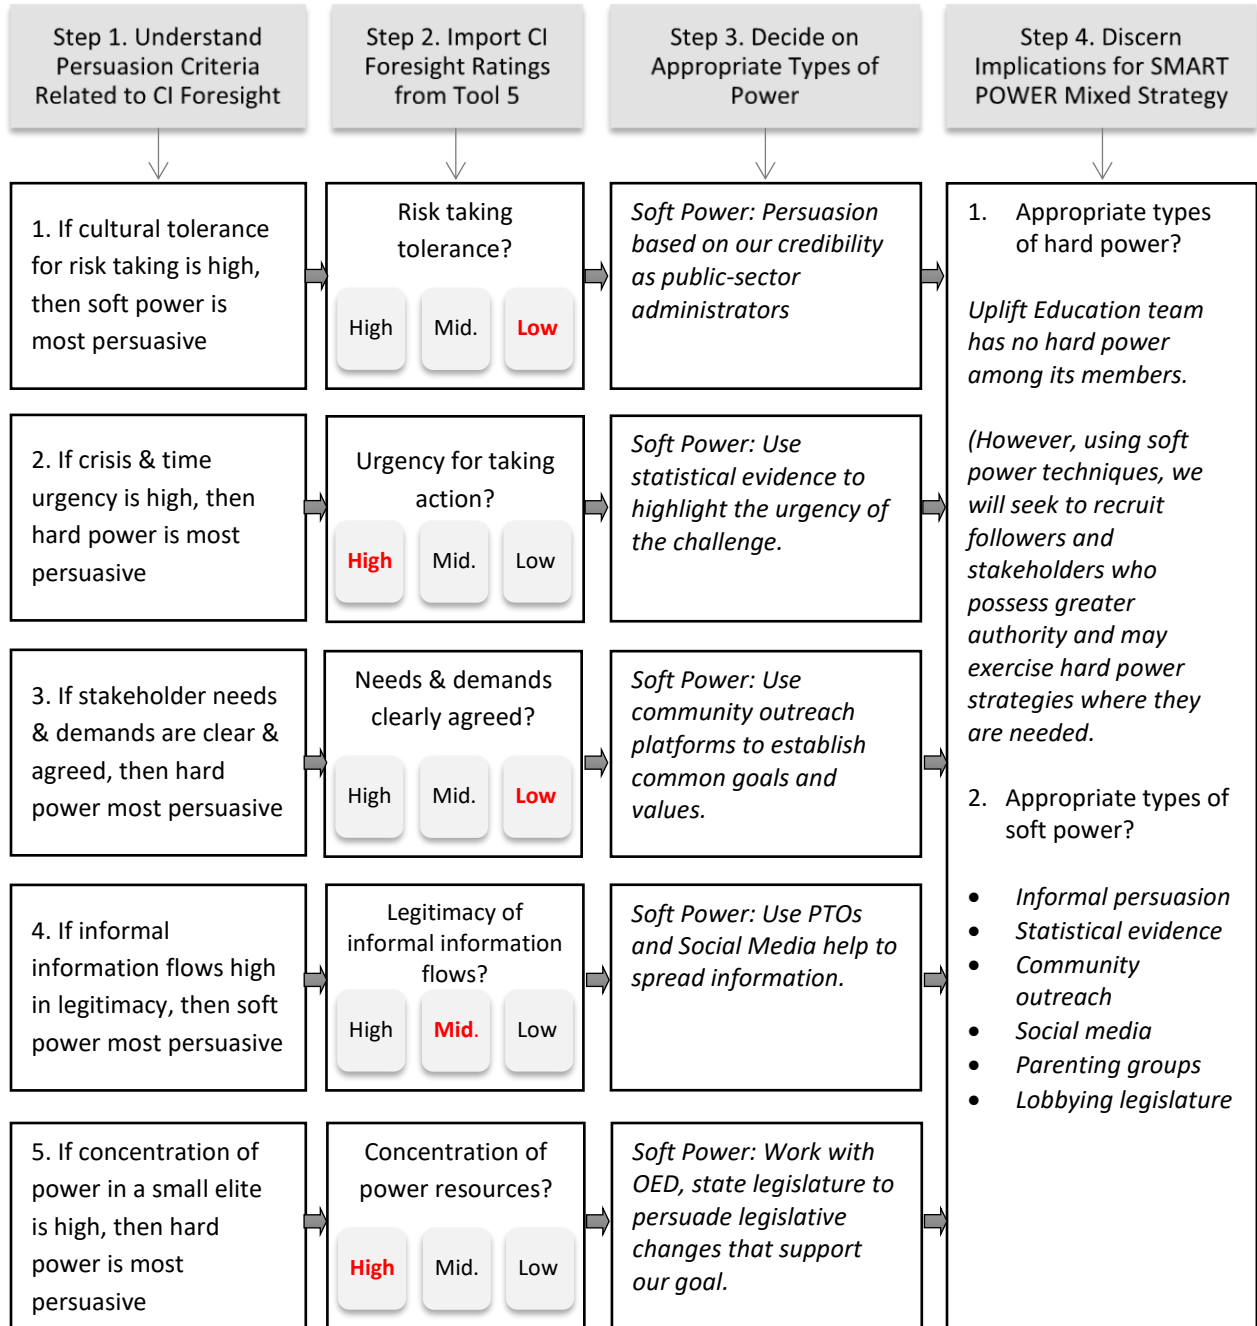 Step 1. Understand
Persuasion Criteria
Related to CI Foresight
Step 2. Import CI
Foresight Ratings
from Tool 5
Step 3. Decide on
Appropriate Types of
Power
Step 4. Discern
Implications for SMART
POWER Mixed Strategy
1. If cultural tolerance
for risk taking is high,
then soft power is
most persuasive
Risk taking
tolerance?
High Mid. Low
Soft Power: Persuasion
based on our credibility
as public-sector
administrators
2. If crisis & time
urgency is high, then
hard power is most
persuasive
Urgency for taking
action?
High Mid. Low
Soft Power: Use
statistical evidence to
highlight the urgency of
the challenge.
3. If stakeholder needs
& demands are clear &
agreed, then hard
power most persuasive
Needs & demands
clearly agreed?
High Mid. Low
Soft Power: Use
community outreach
platforms to establish
common goals and
values.
4. If informal
information flows high
in legitimacy, then soft
power most persuasive
Legitimacy of
informal information
flows?
High Mid. Low
Soft Power: Use PTOs
and Social Media help to
spread information.
5. If concentration of
power in a small elite
is high, then hard
power is most
persuasive
Concentration of
power resources?
High Mid. Low
Soft Power: Work with
OED, state legislature to
persuade legislative
changes that support
our goal.
1. Appropriate types
of hard power?
Uplift Education team
has no hard power
among its members.
(However, using soft
power techniques, we
will seek to recruit
followers and
stakeholders who
possess greater
authority and may
exercise hard power
strategies where they
are needed.
2. Appropriate types of
soft power?
• Informal persuasion
• Statistical evidence
• Community
outreach
• Social media
• Parenting groups
• Lobbying legislature